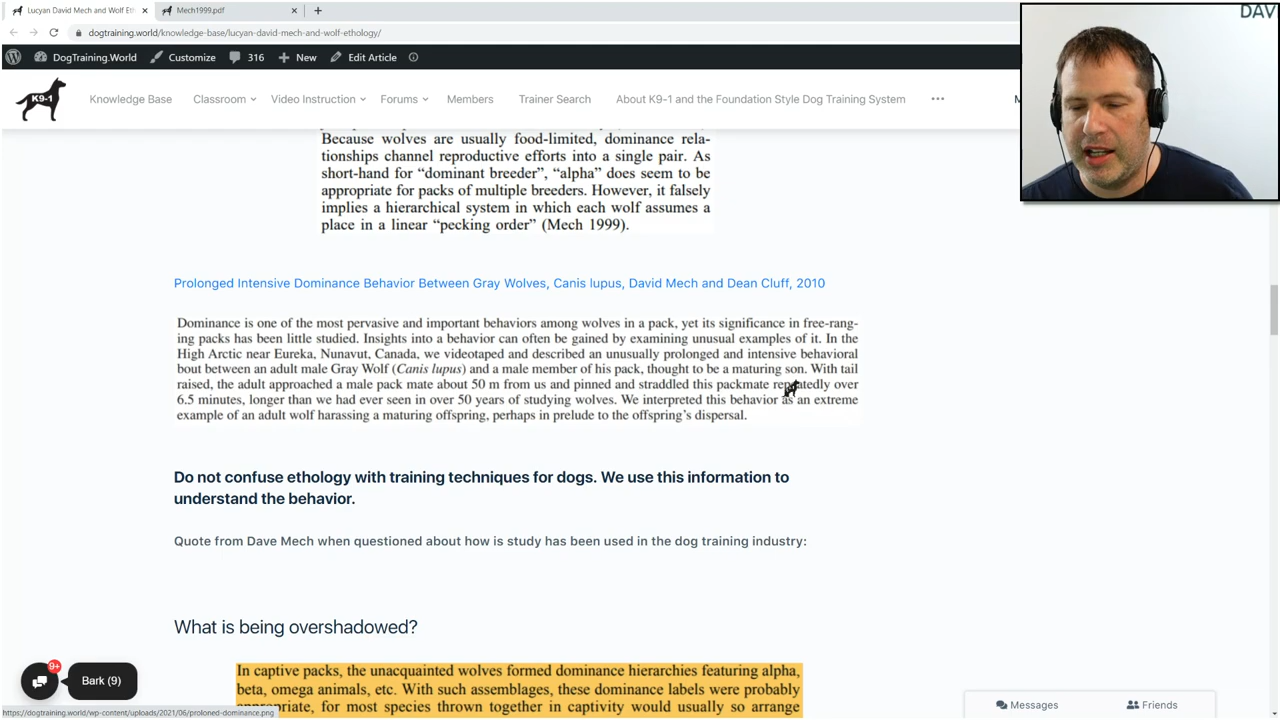 Lucyan David Mech and Wolf Eth
Mech1999.pdf
DAV
dogtraining.world/knowledge-base/lucyan-david-mech-and-wolf-ethology/
DogTraining.World
Customize
316
New
Edit Article
K9-1
Knowledge Base
Classroom
Video Instruction
Forums
Members
Trainer Search
About K9-1 and the Foundation Style Dog Training System
Because wolves are usually food-limited, dominance rela-
tionships channel reproductive efforts into a single pair. As
short-hand for “dominant breeder”, “alpha” does seem to be
appropriate for packs of multiple breeders. However, it falsely
implies a hierarchical system in which each wolf assumes a
place in a linear “pecking order” (Mech 1999).
Prolonged Intensive Dominance Behavior Between Gray Wolves, Canis lupus, David Mech and Dean Cluff, 2010
Dominance is one of the most pervasive and important behaviors among wolves in a pack, yet its significance in free-rang-
ing packs has been little studied. Insights into a behavior can often be gained by examining unusual examples of it. In the
High Arctic near Eureka, Nunavut, Canada, we videotaped and described an unusually prolonged and intensive behavioral
bout between an adult male Gray Wolf (Canis lupus) and a male member of his pack, thought to be a maturing son. With tail
raised, the adult approached a male pack mate about 50 m from us and pinned and straddled this packmate repeatedly over
6.5 minutes, longer than we had ever seen in over 50 years of studying wolves. We interpreted this behavior as an extreme
example of an adult wolf harassing a maturing offspring, perhaps in prelude to the offspring’s dispersal.
Do not confuse ethology with training techniques for dogs. We use this information to
understand the behavior.
Quote from Dave Mech when questioned about how is study has been used in the dog training industry:
What is being overshadowed?
In captive packs, the unacquainted wolves formed dominance hierarchies featuring alpha,
beta, omega animals, etc. With such assemblages, these dominance labels were probably
appropriate, for most species thrown together in captivity would usually so arrange
9+
Bark (9)
Messages
Friends
https://dogtraining.world/wp-content/uploads/2021/06/proloned-dominance.png